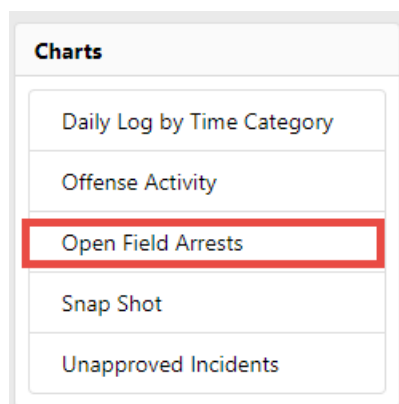 Charts
Daily Log by Time Category
Offense Activity
Open Field Arrests
Snap Shot
Unapproved Incidents